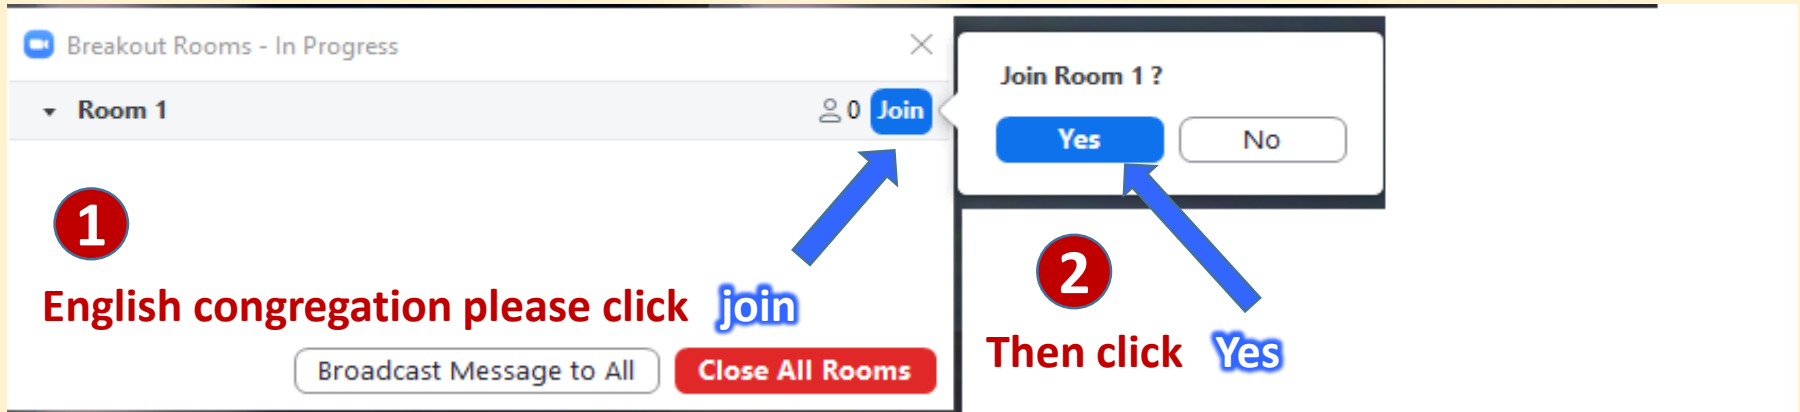 Breakout Rooms - In Progress
Room 1
0 Join
Join Room 1 ?
Yes
No
1
English congregation please click join
Broadcast Message to All
Close All Rooms
2
Then click Yes